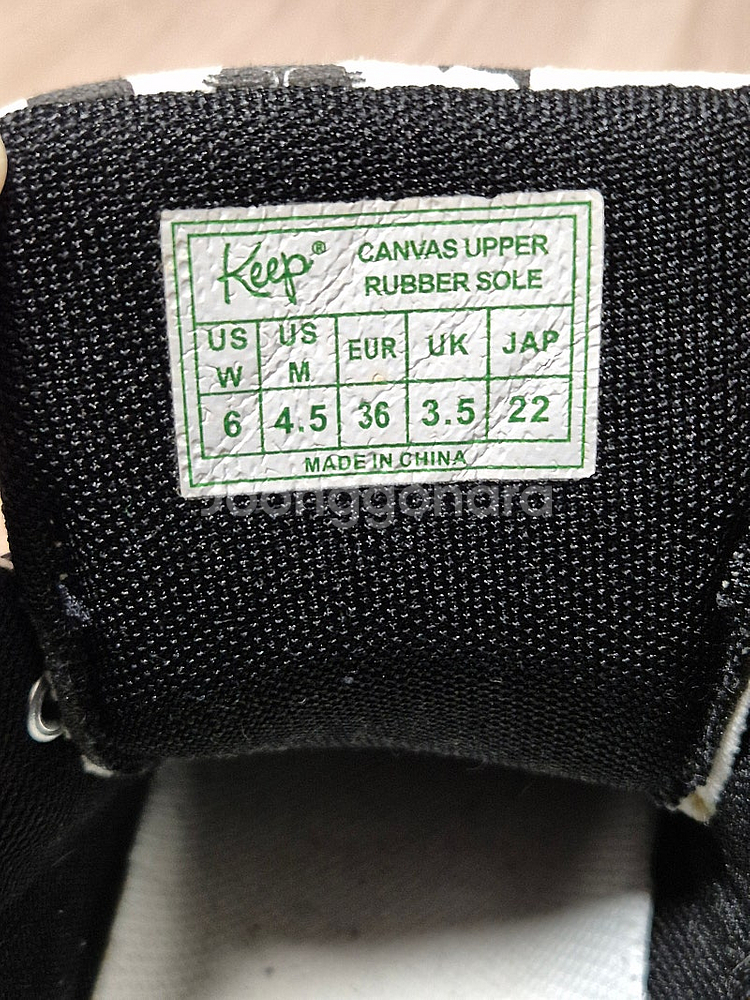 Keep® CANVAS UPPER
RUBBER SOLE
US W US M EUR UK JAP
6 4.5 36 3.5 22
MADE IN CHINA
Joonggonara